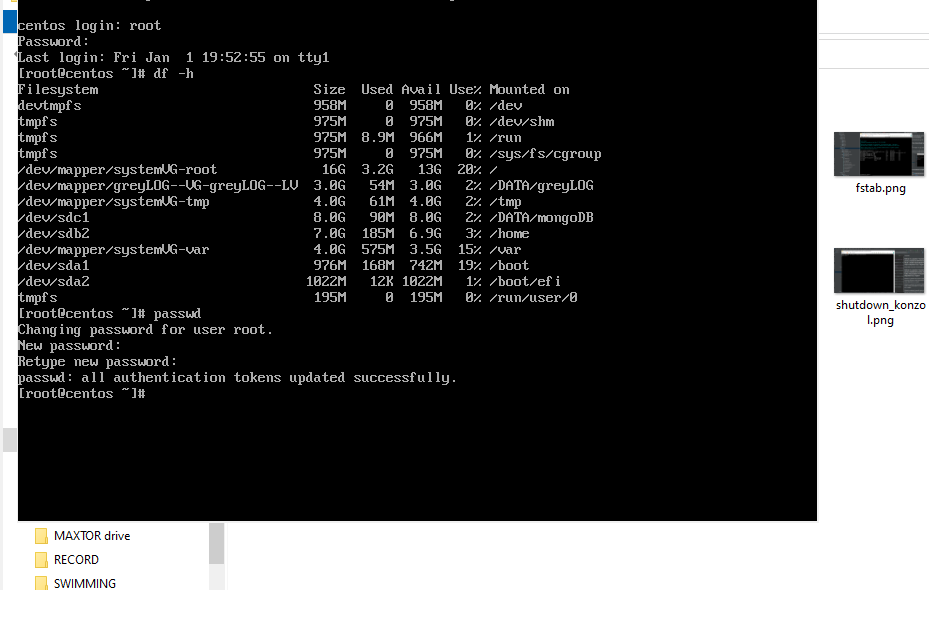 centos login: root
Password:
Last login: Fri Jan  1 19:52:55 on tty1
[root@centos ~]# df -h
Filesystem                            Size  Used Avail Use% Mounted on
devtmpfs                              958M     0  958M   0% /dev
tmpfs                                 975M     0  975M   0% /dev/shm
tmpfs                                 975M  8.9M  966M   1% /run
tmpfs                                 975M     0  975M   0% /sys/fs/cgroup
/dev/mapper/systemVG-root              16G  3.2G   13G  20% /
/dev/mapper/greyLOG--VG-greyLOG--LV  3.0G   54M  3.0G   2% /DATA/greyLOG
/dev/mapper/systemVG-tmp              4.0G   61M  4.0G   2% /tmp
/dev/sdc1                             8.0G   90M  8.0G   2% /DATA/mongoDB
/dev/sdb2                             7.0G  185M  6.9G   3% /home
/dev/mapper/systemVG-var              4.0G  575M  3.5G  15% /var
/dev/sda1                             976M  168M  742M  19% /boot
/dev/sda2                            1022M   12K 1022M   1% /boot/efi
tmpfs                                 195M     0  195M   0% /run/user/0
[root@centos ~]# passwd
Changing password for user root.
New password:
Retype new password:
passwd: all authentication tokens updated successfully.
[root@centos ~]#
fstab.png
shutdown_konzo
l.png
MAXTOR drive
RECORD
SWIMMING